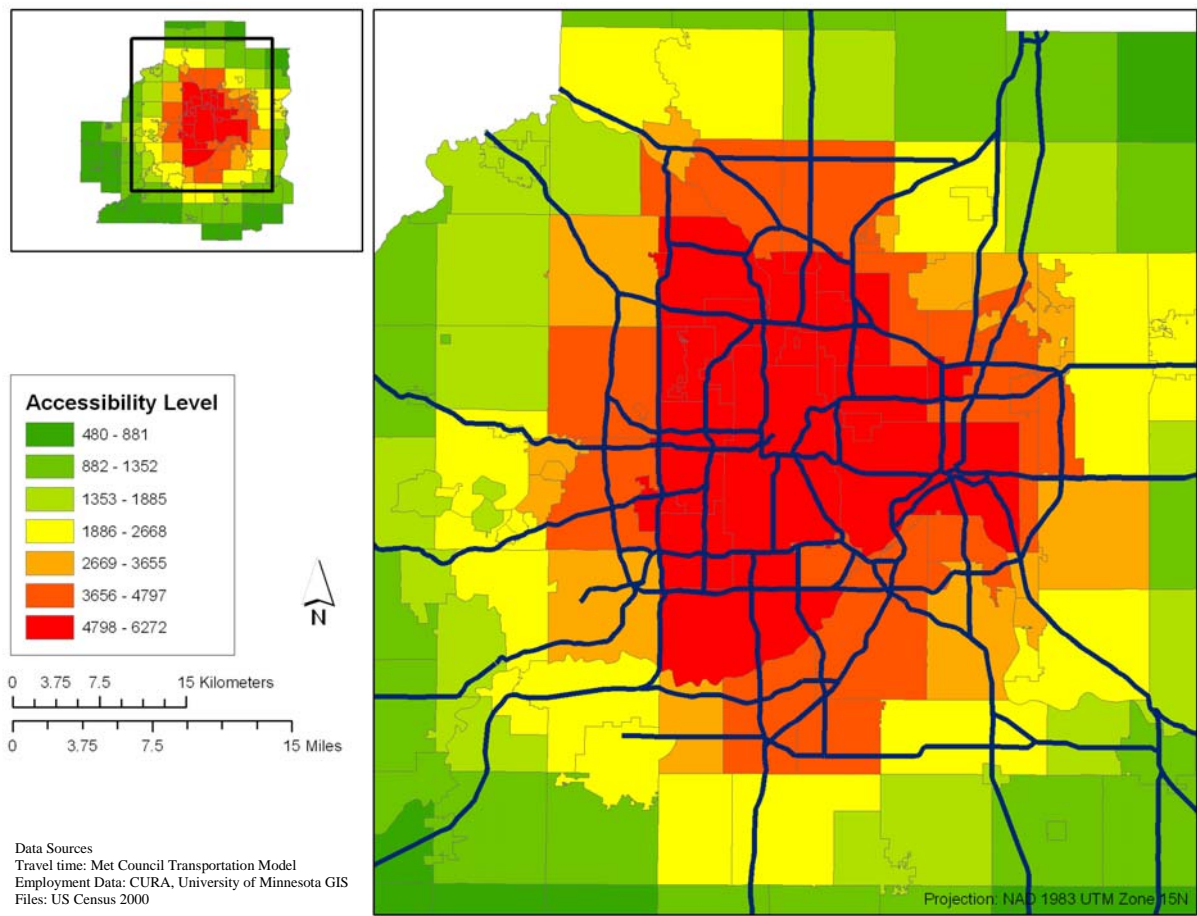 Accessibility Level
480 - 881
882 - 1352
1353 - 1885
1886 - 2668
2669 - 3655
3656 - 4797
4798 - 6272
N
0 3.75 7.5 15 Kilometers
0 3.75 7.5 15 Miles
Data Sources
Travel time: Met Council Transportation Model
Employment Data: CURA, University of Minnesota GIS
Files: US Census 2000
Projection: NAD 1983 UTM Zone 15N